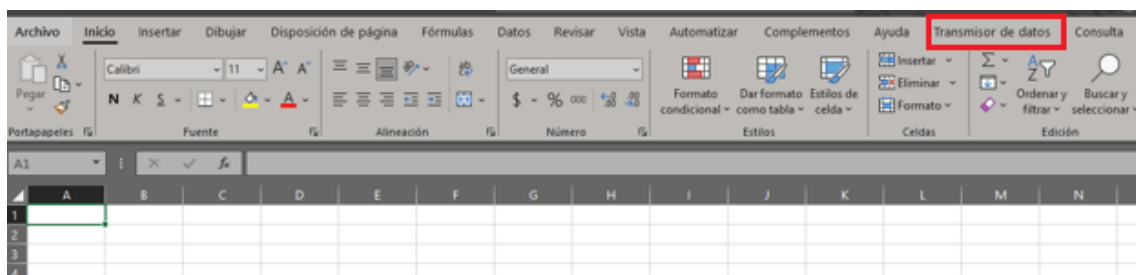 Archivo Inicio Insertar Dibujar Disposición de página Fórmulas Datos Revisar Vista Automatizar Complementos Ayuda Transmisor de datos Consulta
Calibri 11 A A General Insertar Σ
Pegar N K S A $ % 000 Formato condicional Dar formato como tabla Estilos de celda Eliminar Formato Ordenar y filtrar Buscar y seleccionar
Portapapeles Fuente Alineación Número Estilos Celdas Edición
A1 fx
A B C D E F G H I J K L M N
1
2
3
4